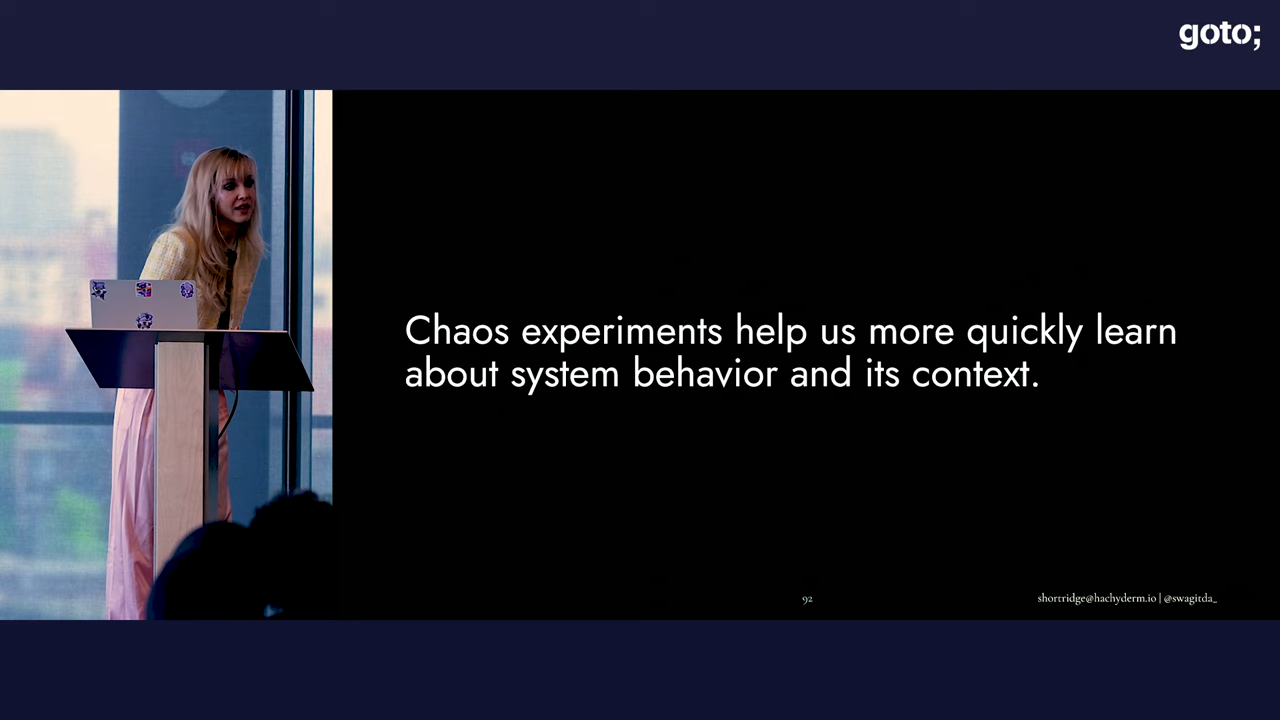 goto;
Chaos experiments help us more quickly learn
about system behavior and its context.
92
shortridge@hachyderm.io | @swagitda_